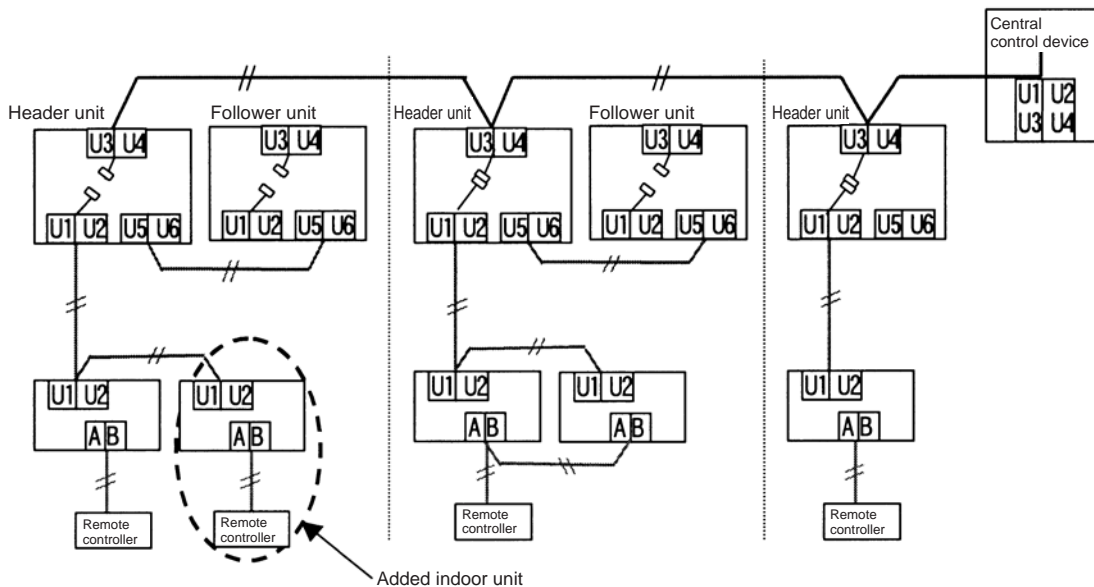 Central
control device
U1 U2
U3 U4
Header unit
Follower unit
Header unit
Follower unit
Header unit
U3 U4
U3 U4
U3 U4
U3 U4
U3 U4
U1 U2 U5 U6
U1 U2 U5 U6
U1 U2 U5 U6
U1 U2 U5 U6
U1 U2 U5 U6
U1 U2
U1 U2
U1 U2
U1 U2
U1 U2
A B
A B
A B
A B
A B
Remote
controller
Remote
controller
Remote
controller
Remote
controller
Added indoor unit